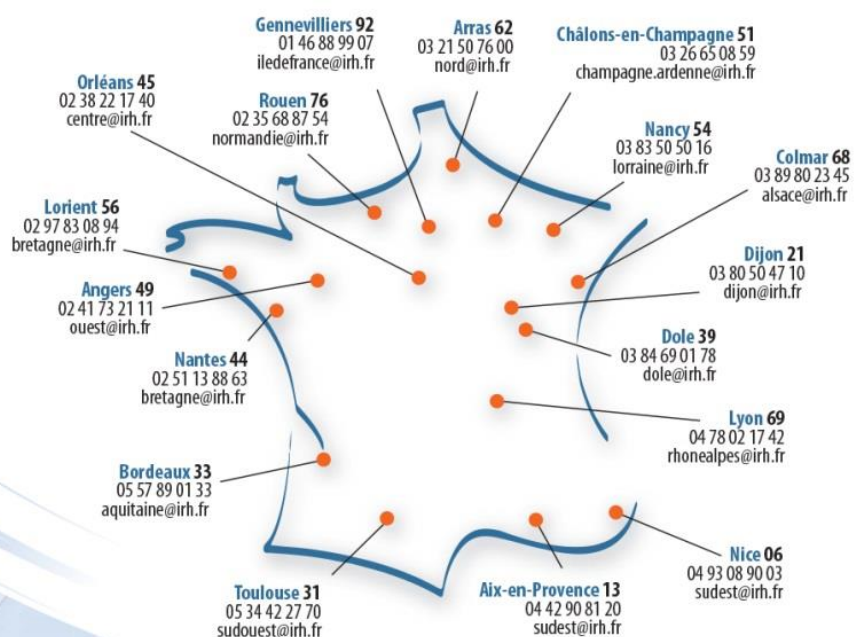 Gennevilliers 92
01 46 88 99 07
iledefrance@irh.fr
Arras 62
03 21 50 76 00
nord@irh.fr
Châlons-en-Champagne 51
03 26 65 08 59
champagne.ardenne@irh.fr
Orléans 45
02 38 22 17 40
centre@irh.fr
Rouen 76
02 35 68 87 54
normandie@irh.fr
Nancy 54
03 83 50 50 16
lorraine@irh.fr
Colmar 68
03 89 80 23 45
alsace@irh.fr
Lorient 56
02 97 83 08 94
bretagne@irh.fr
Dijon 21
03 80 50 47 10
dijon@irh.fr
Angers 49
02 41 73 21 11
ouest@irh.fr
Dole 39
03 84 69 01 78
dole@irh.fr
Nantes 44
02 51 13 88 63
bretagne@irh.fr
Lyon 69
04 78 02 17 42
rhonealpes@irh.fr
Bordeaux 33
05 57 89 01 33
aquitaine@irh.fr
Nice 06
04 93 08 90 03
sudest@irh.fr
Toulouse 31
05 34 42 27 70
sudouest@irh.fr
Aix-en-Provence 13
04 42 90 81 20
sudest@irh.fr